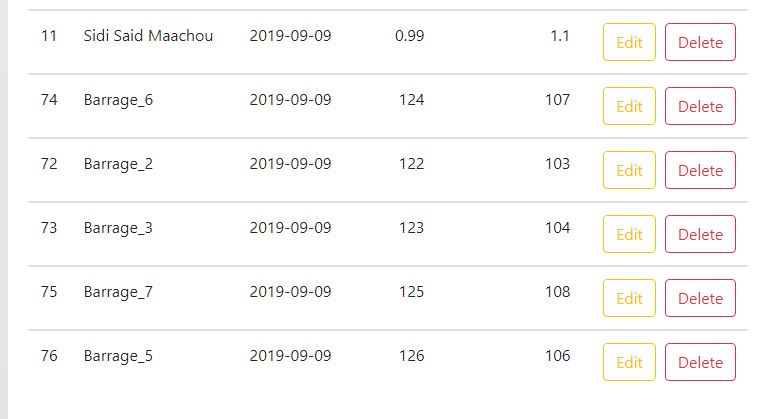 11 Sidi Said Maachou 2019-09-09 0.99 1.1 Edit Delete
74 Barrage_6 2019-09-09 124 107 Edit Delete
72 Barrage_2 2019-09-09 122 103 Edit Delete
73 Barrage_3 2019-09-09 123 104 Edit Delete
75 Barrage_7 2019-09-09 125 108 Edit Delete
76 Barrage_5 2019-09-09 126 106 Edit Delete